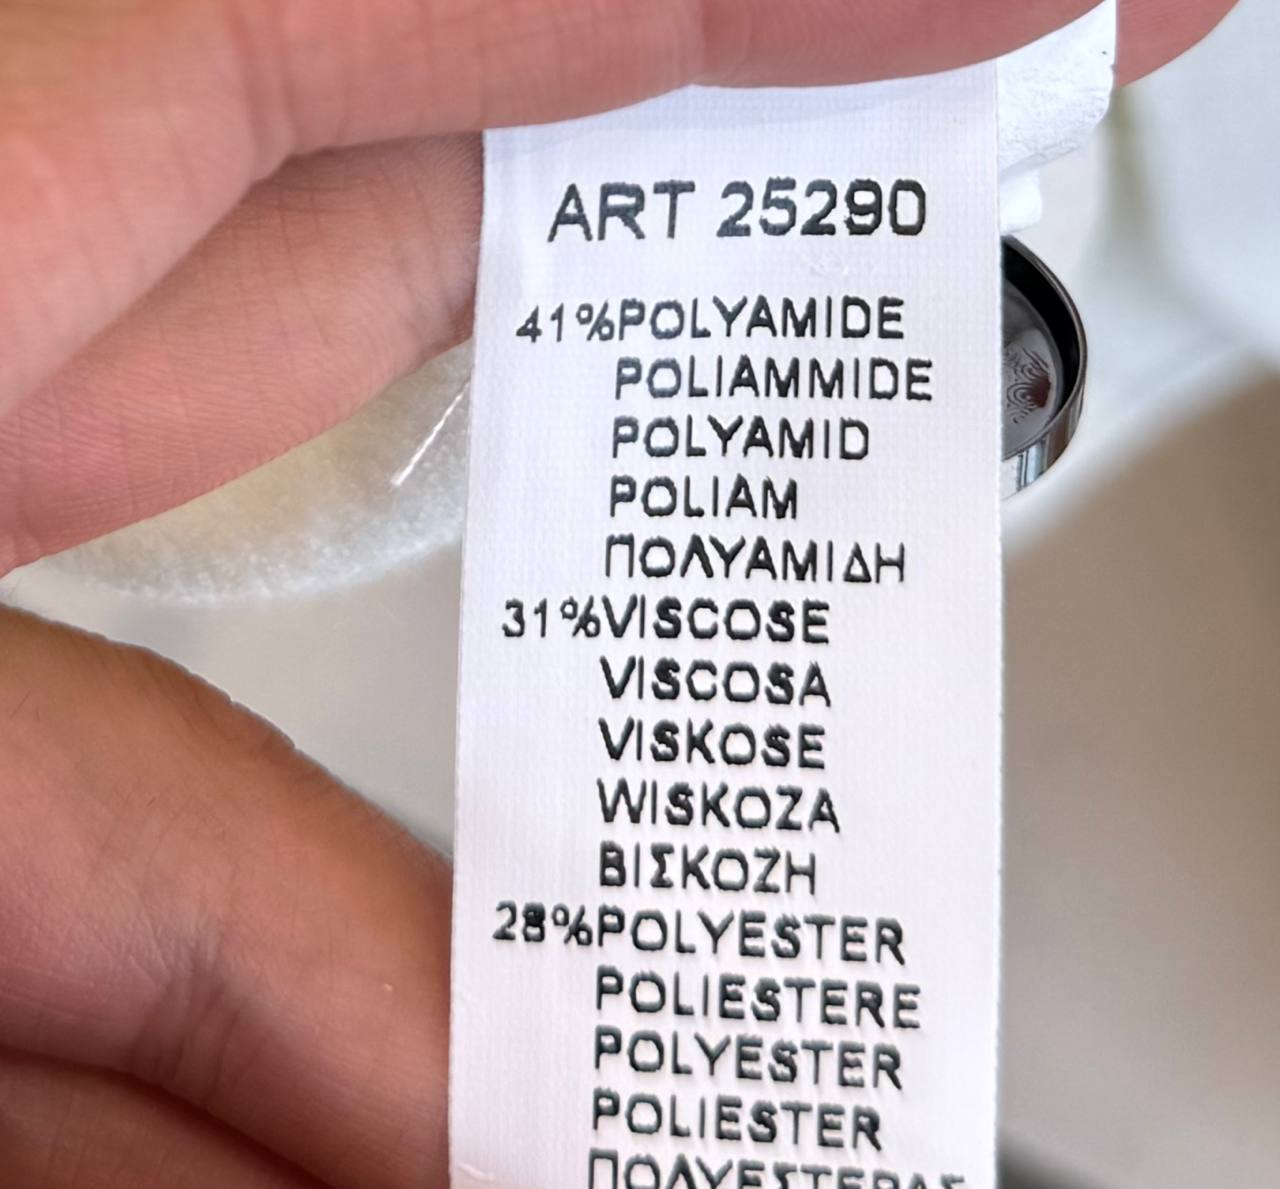 ART 25290
41%POLYAMIDE
POLIAMMIDE
POLYAMID
POLIAM
ΠΟΛΥΑΜΙΔΗ
31%VISCOSE
VISCOSA
VISKOSE
WISKOZA
ΒΙΣΚΟΖΗ
28%POLYESTER
POLIESTERE
POLYESTER
POLIESTER
ΠΟΛΥΕΣΤΕΡΑΣ